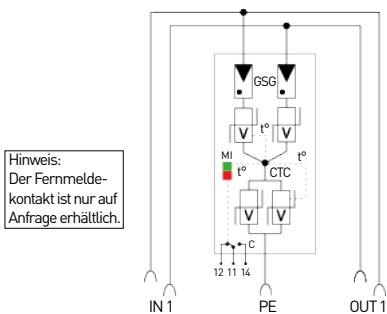 GSG
V V
t°
MI
t°
t° CTC
V V
Hinweis:
Der Fernmelde-
kontakt ist nur auf
Anfrage erhältlich.
C
12 11 14
IN 1 PE OUT 1